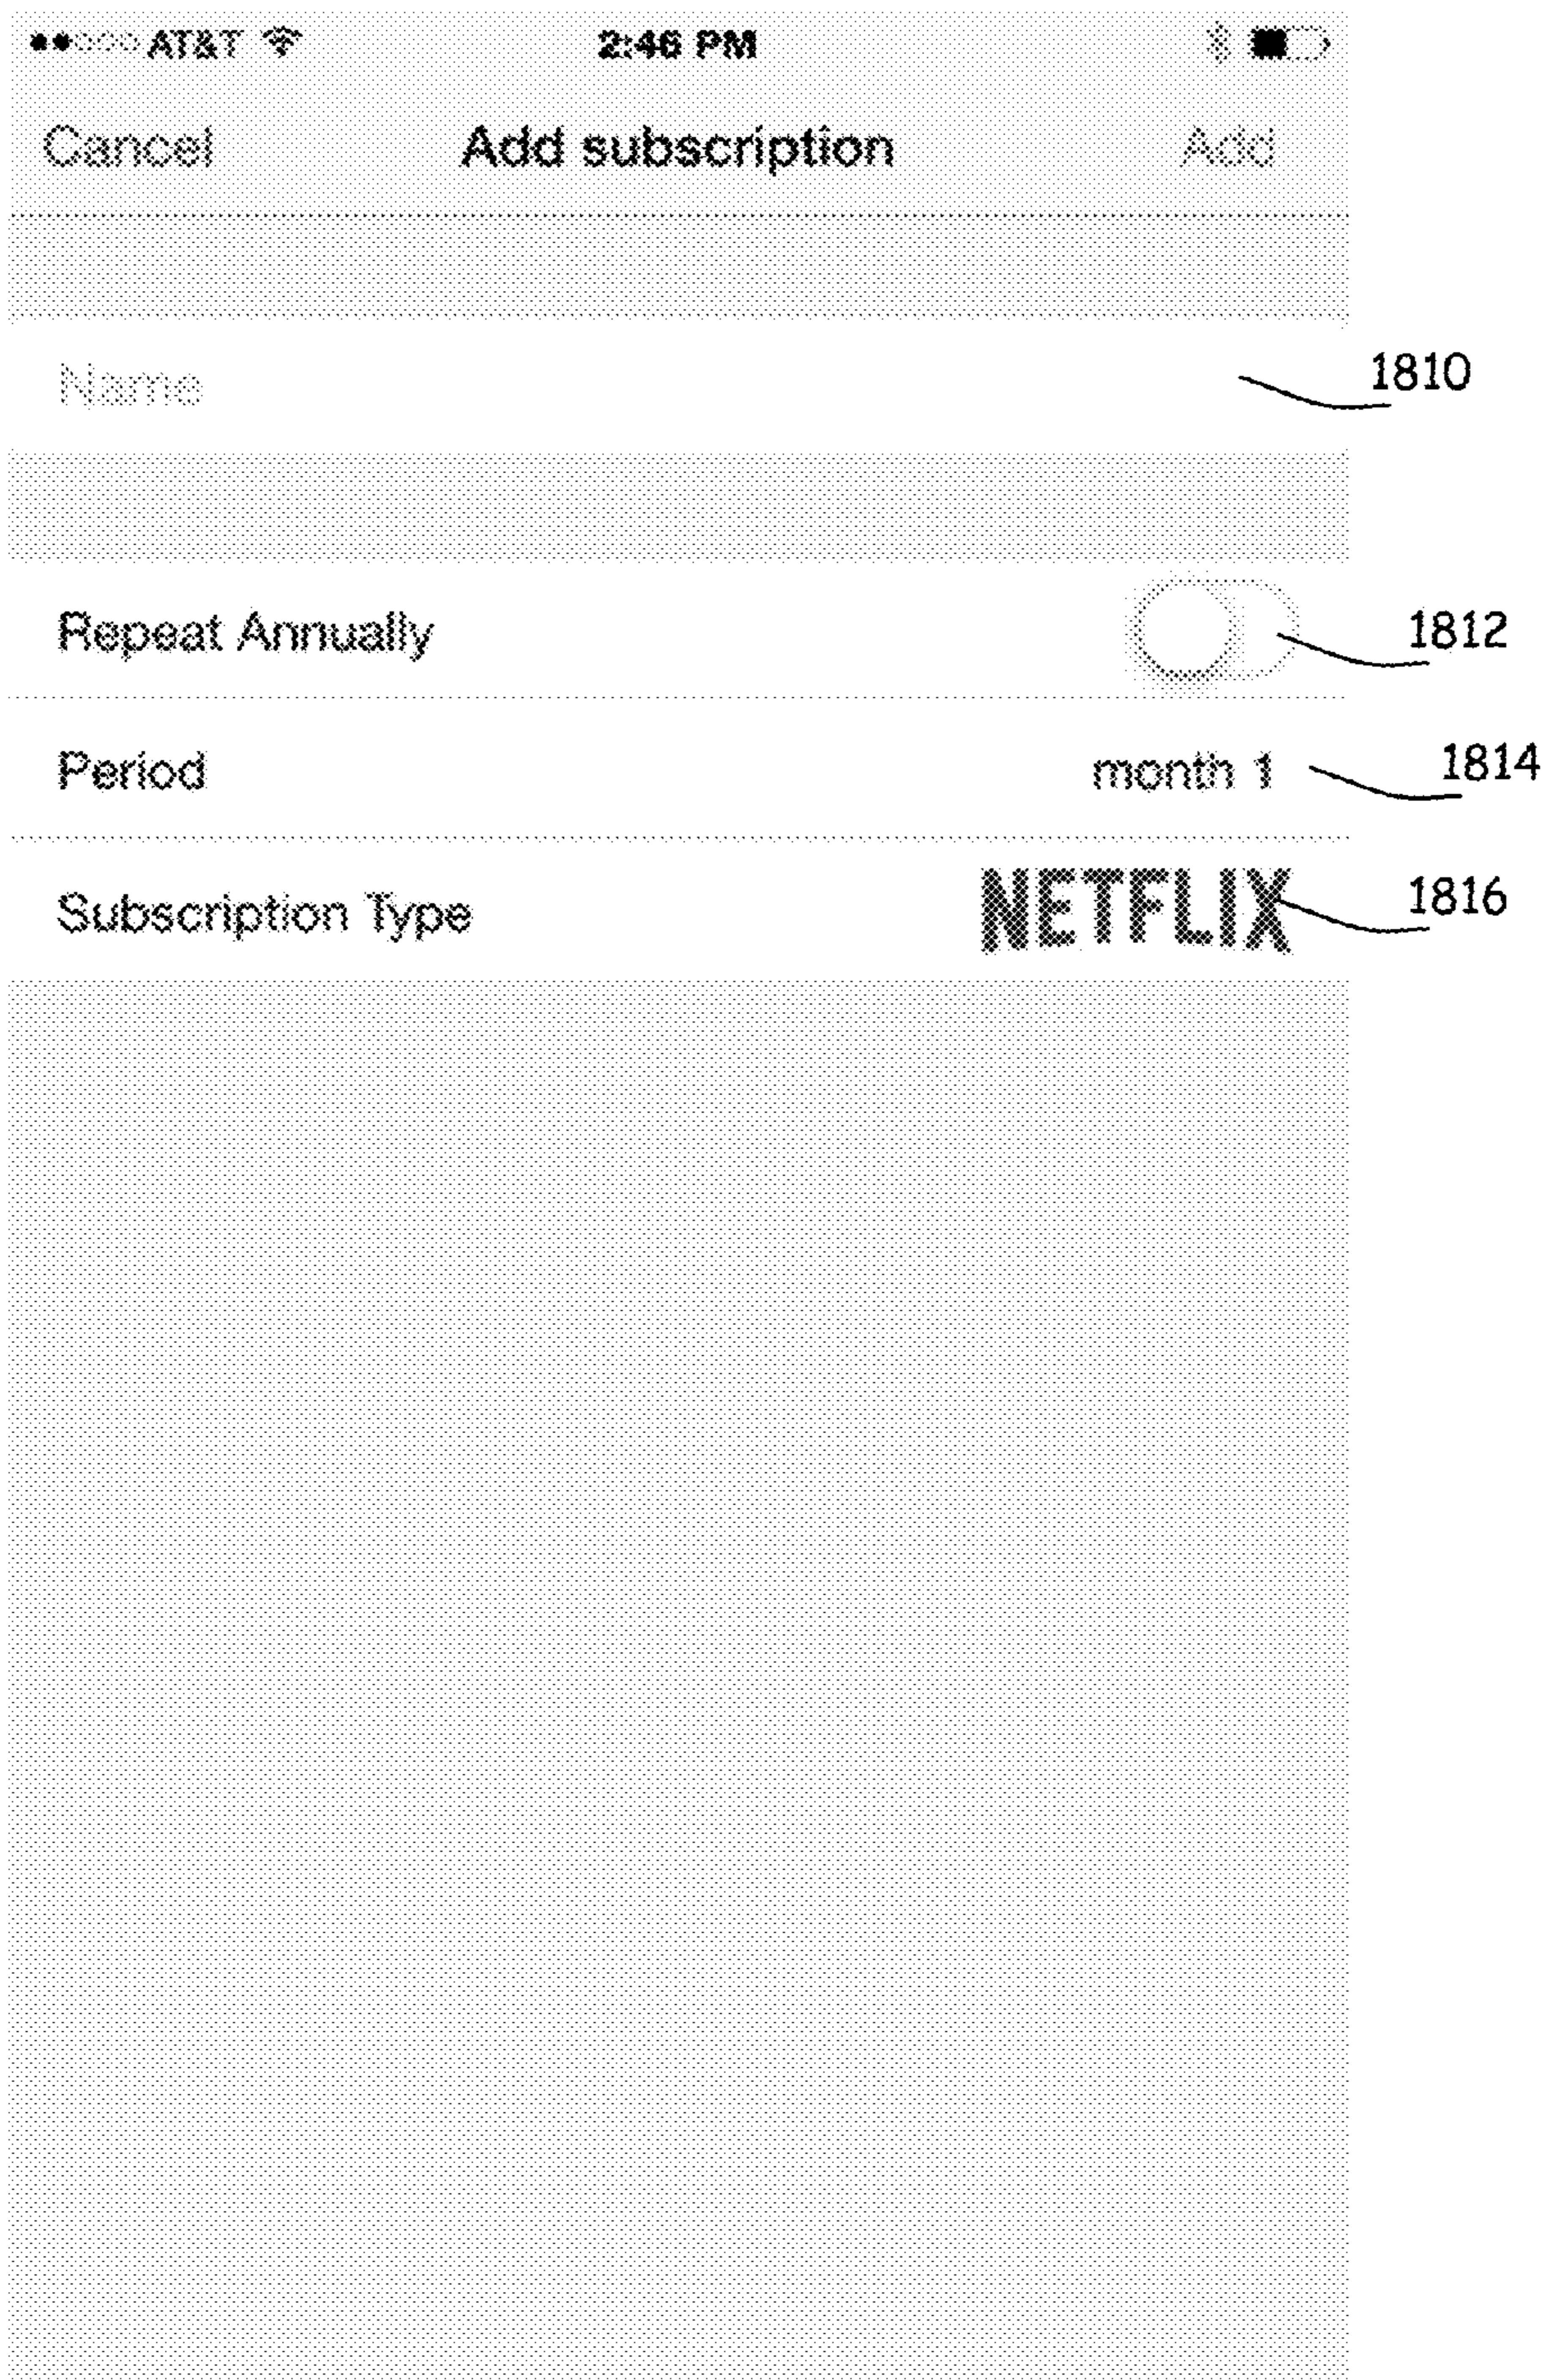 AT&T 2:46 PM
Cancel Add subscription Add
Name 1810
Repeat Annually 1812
Period month 1 1814
Subscription Type NETFLIX 1816